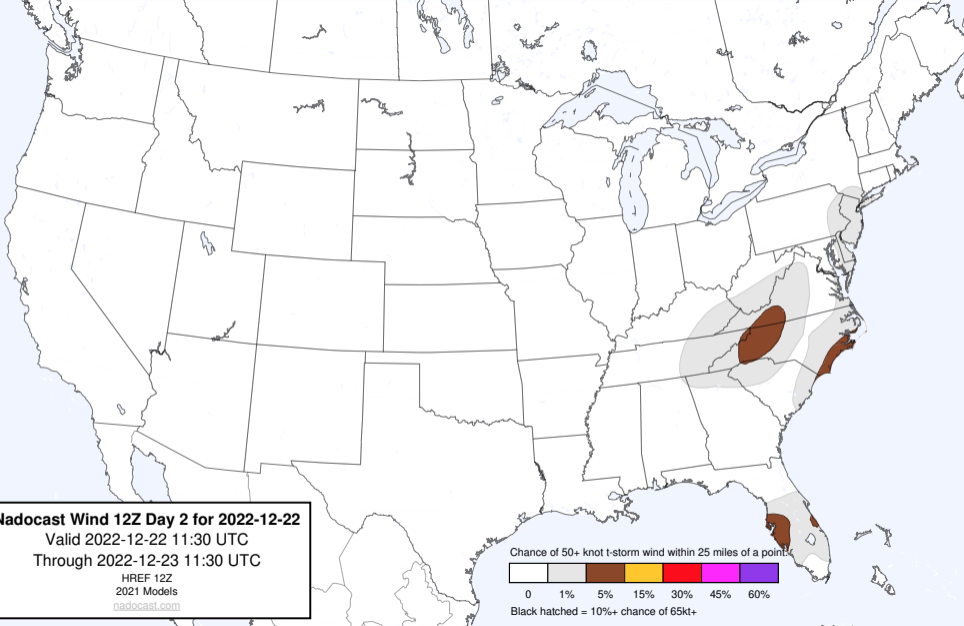 Nadocast Wind 12Z Day 2 for 2022-12-22
Valid 2022-12-22 11:30 UTC
Through 2022-12-23 11:30 UTC
HREF 12Z
2021 Models
nadocast.com
Chance of 50+ knot t-storm wind within 25 miles of a point.
0 1% 5% 15% 30% 45% 60%
Black hatched = 10%+ chance of 65kt+